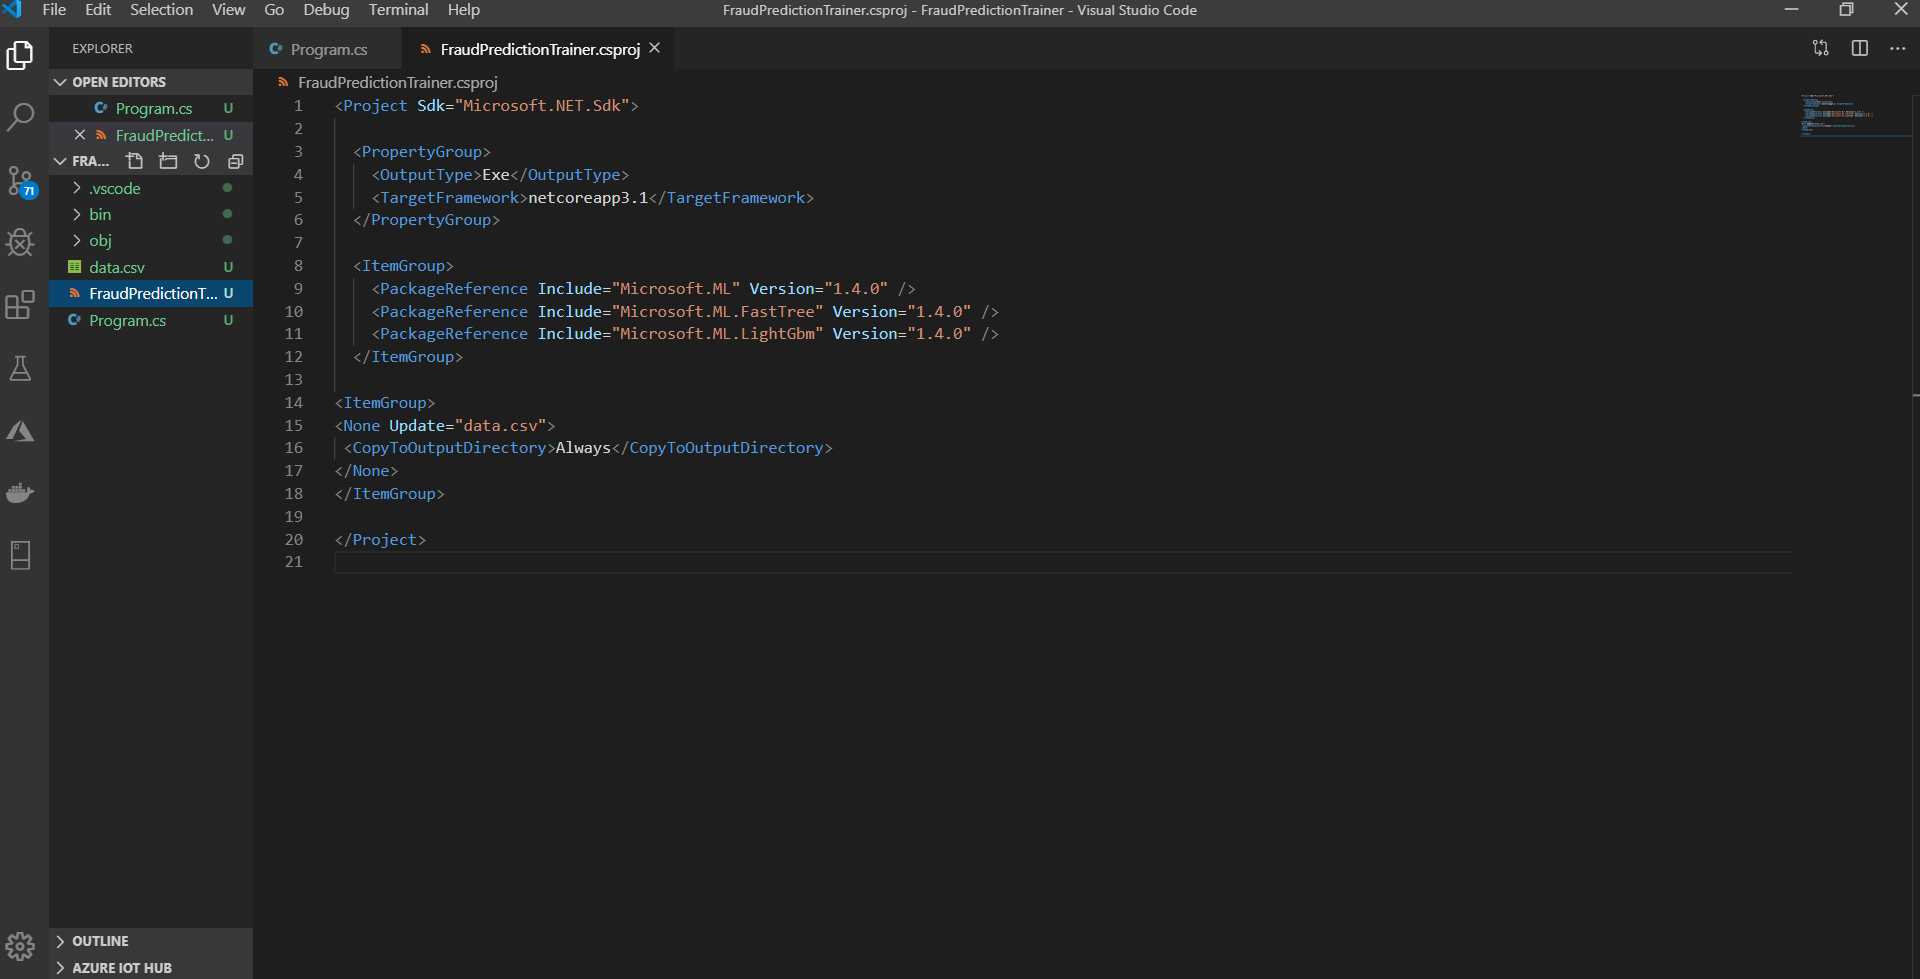 File Edit Selection View Go Debug Terminal Help
FraudPredictionTrainer.csproj - FraudPredictionTrainer - Visual Studio Code
EXPLORER
OPEN EDITORS
Program.cs U
FraudPredict... U
FRA...
.vscode
bin
obj
data.csv U
FraudPredictionT... U
Program.cs U
OUTLINE
AZURE IOT HUB
71
Program.cs
FraudPredictionTrainer.csproj
FraudPredictionTrainer.csproj
1 <Project Sdk="Microsoft.NET.Sdk">
2
3 <PropertyGroup>
4 <OutputType>Exe</OutputType>
5 <TargetFramework>netcoreapp3.1</TargetFramework>
6 </PropertyGroup>
7
8 <ItemGroup>
9 <PackageReference Include="Microsoft.ML" Version="1.4.0" />
10 <PackageReference Include="Microsoft.ML.FastTree" Version="1.4.0" />
11 <PackageReference Include="Microsoft.ML.LightGbm" Version="1.4.0" />
12 </ItemGroup>
13
14 <ItemGroup>
15 <None Update="data.csv">
16 <CopyToOutputDirectory>Always</CopyToOutputDirectory>
17 </None>
18 </ItemGroup>
19
20 </Project>
21